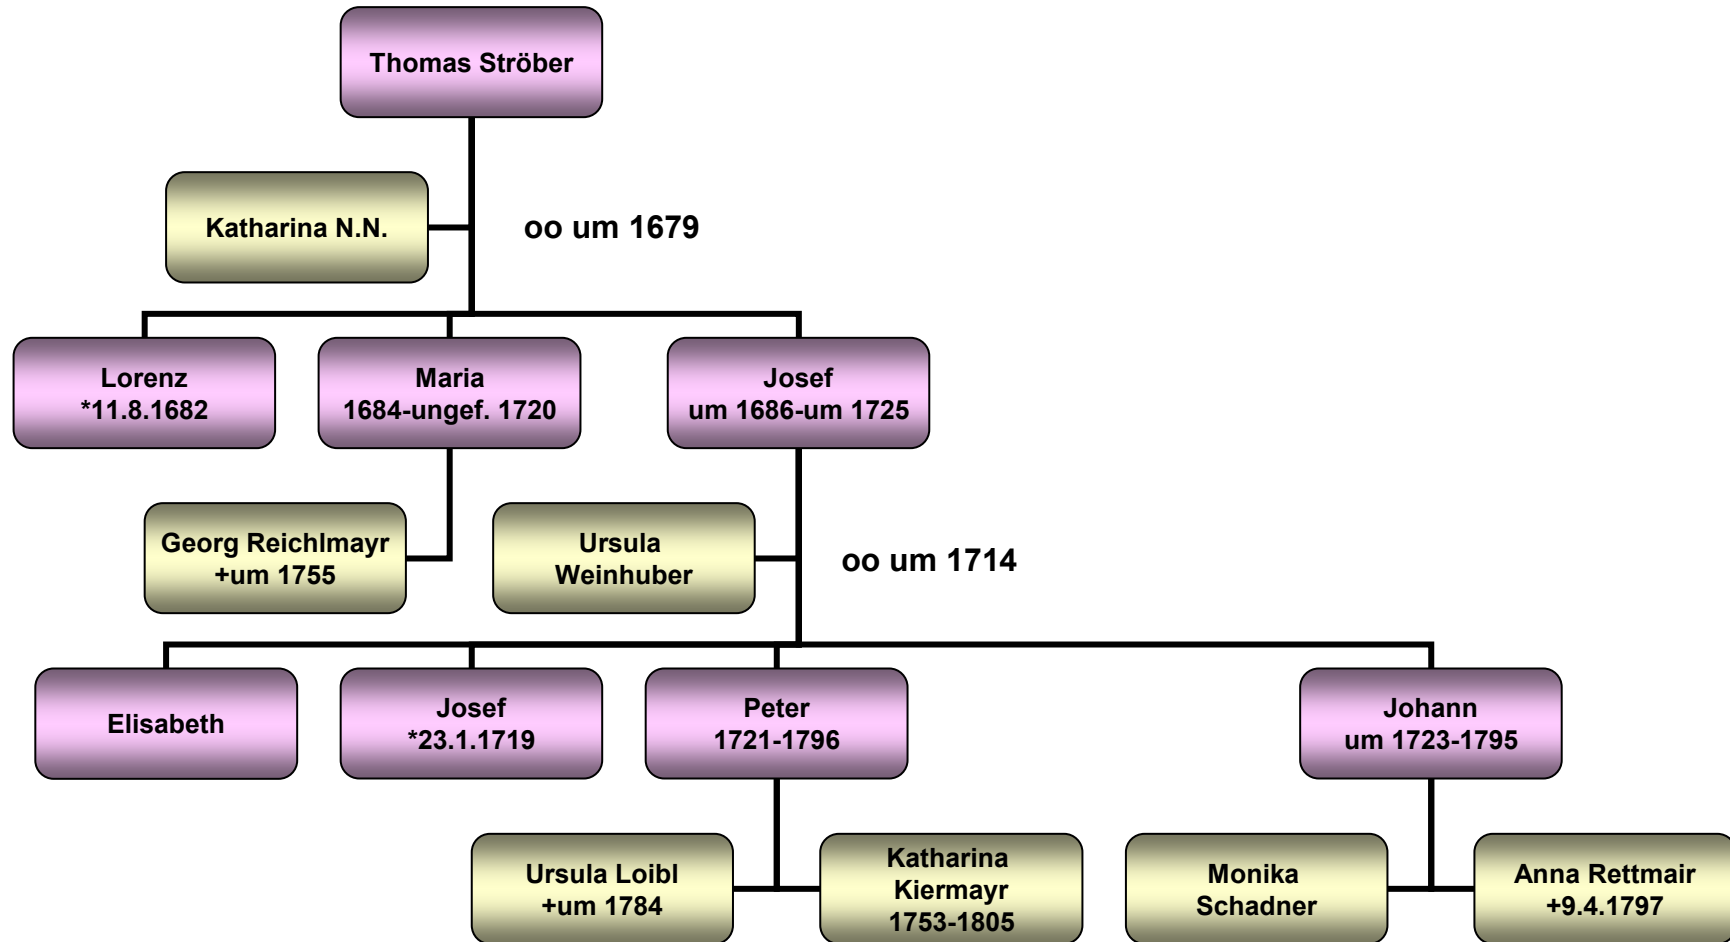 Thomas Ströber
Katharina N.N.
oo um 1679
Lorenz
*11.8.1682
Maria
1684-ungef. 1720
Josef
um 1686-um 1725
Georg Reichlmayr
+um 1755
Ursula
Weinhuber
oo um 1714
Elisabeth
Josef
*23.1.1719
Peter
1721-1796
Johann
um 1723-1795
Ursula Loibl
+um 1784
Katharina
Kiermayr
1753-1805
Monika
Schadner
Anna Rettmair
+9.4.1797